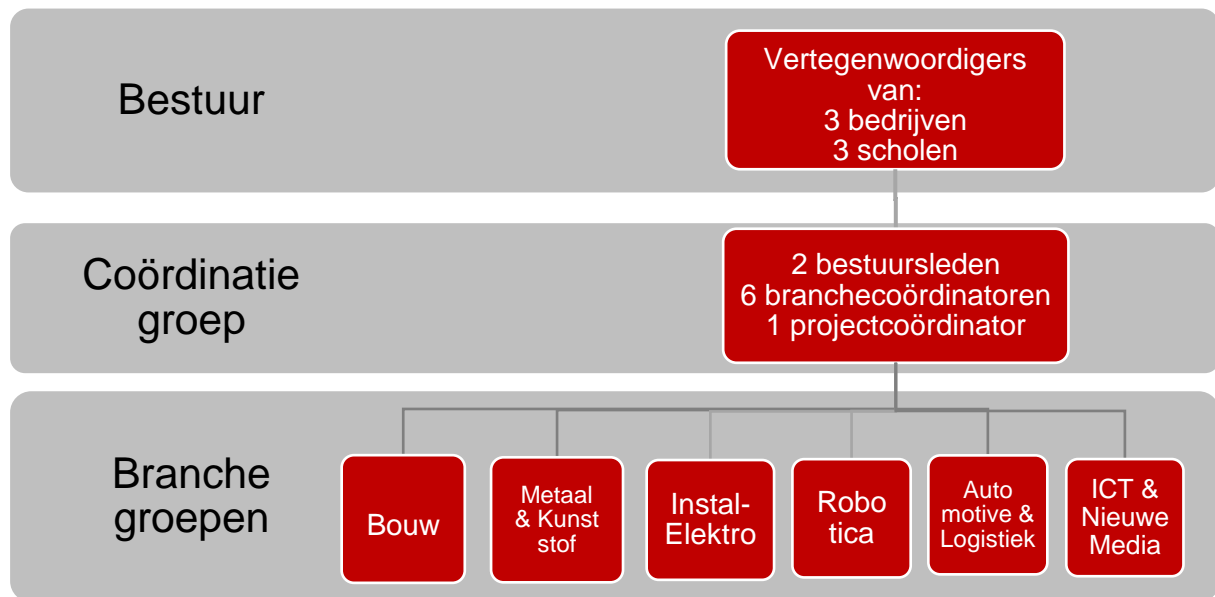 Bestuur
Vertegenwoordigers
van:
3 bedrijven
3 scholen
Coördinatie
groep
2 bestuursleden
6 branchecoördinatoren
1 projectcoördinator
Branche
groepen
Bouw
Metaal
& Kunst
stof
Instal-
Elektro
Robo
tica
Auto
motive &
Logistiek
ICT &
Nieuwe
Media